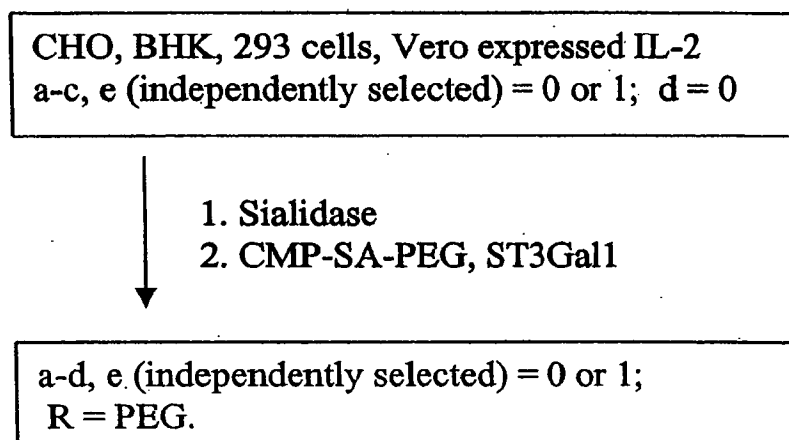 CHO, BHK, 293 cells, Vero expressed IL-2
a-c, e (independently selected) = 0 or 1; d = 0
1. Sialidase
2. CMP-SA-PEG, ST3Gal1
a-d, e (independently selected) = 0 or 1;
R = PEG.